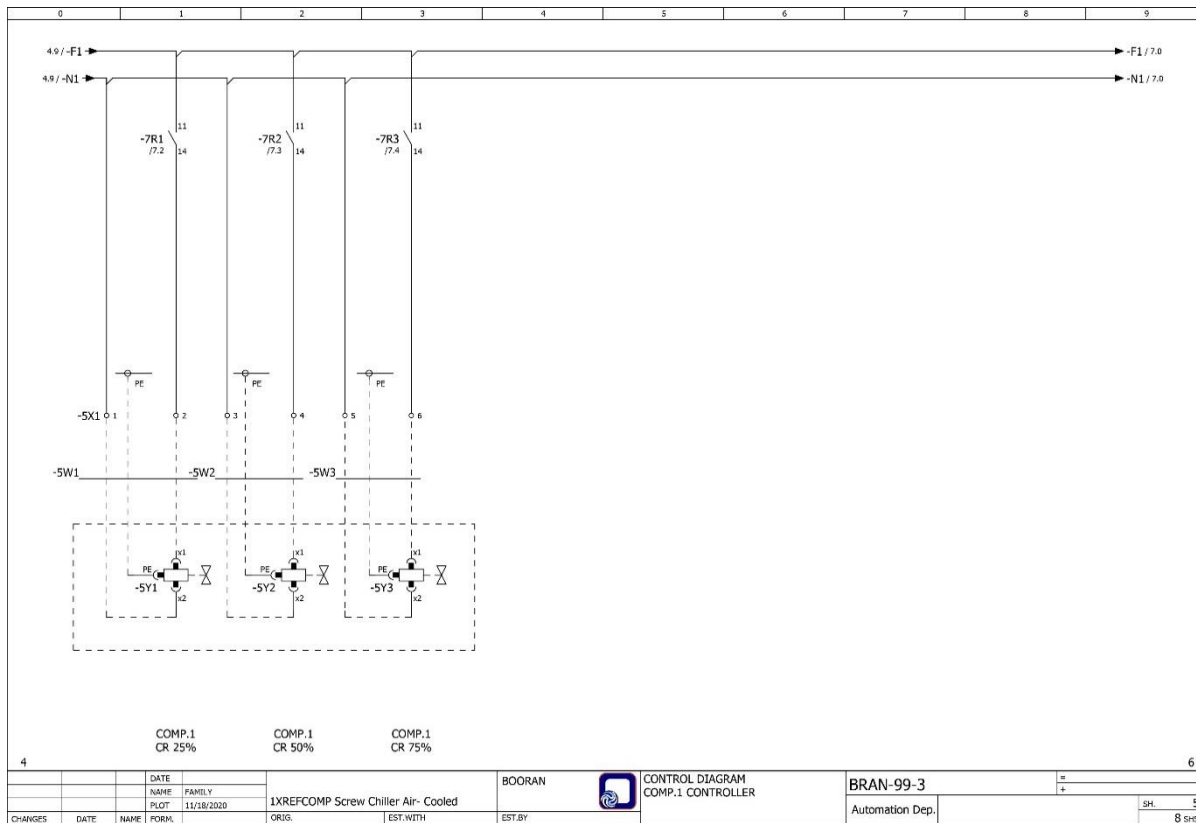 0 1 2 3 4 5 6 7 8 9
4.9 / -F1 -F1 / 7.0
4.9 / -N1 -N1 / 7.0
11 11 11
-7R1 -7R2 -7R3
/7.2 14 /7.3 14 /7.4 14
PE PE PE
-5X1 1 2 3 4 5 6
-5W1 -5W2 -5W3
x1 x1 x1
PE PE PE
-5Y1 -5Y2 -5Y3
x2 x2 x2
COMP.1 COMP.1 COMP.1
CR 25% CR 50% CR 75%
4 6
DATE
NAME FAMILY
PLOT 11/18/2020
CHANGES DATE NAME FORM.
1XREFCOMP Screw Chiller Air- Cooled
ORIG. EST.WITH EST.BY
BOORAN
CONTROL DIAGRAM
COMP.1 CONTROLLER
BRAN-99-3
Automation Dep.
=
+
SH. 5
8 SHS